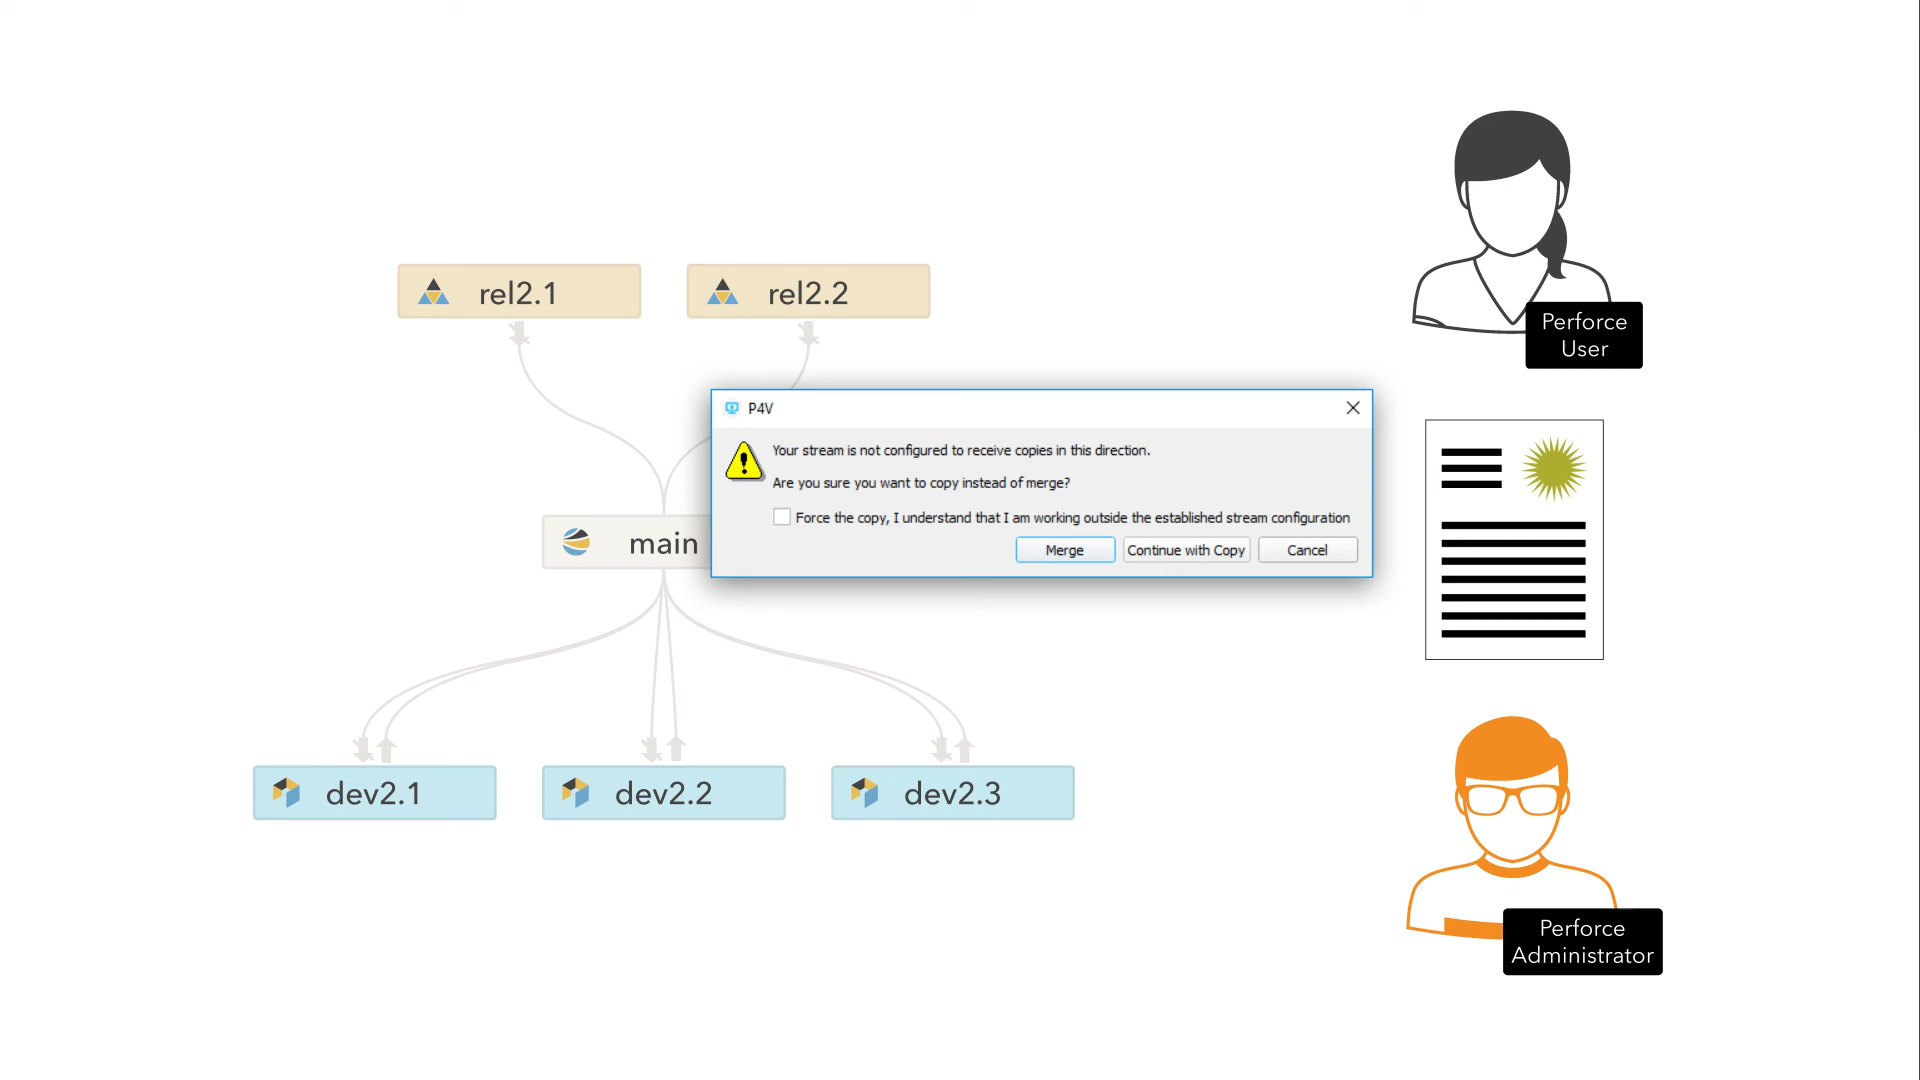 Perforce
User
rel2.1
rel2.2
P4V
Your stream is not configured to receive copies in this direction.
Are you sure you want to copy instead of merge?
Force the copy, I understand that I am working outside the established stream configuration
Merge
Continue with Copy
Cancel
main
dev2.1
dev2.2
dev2.3
Perforce
Administrator